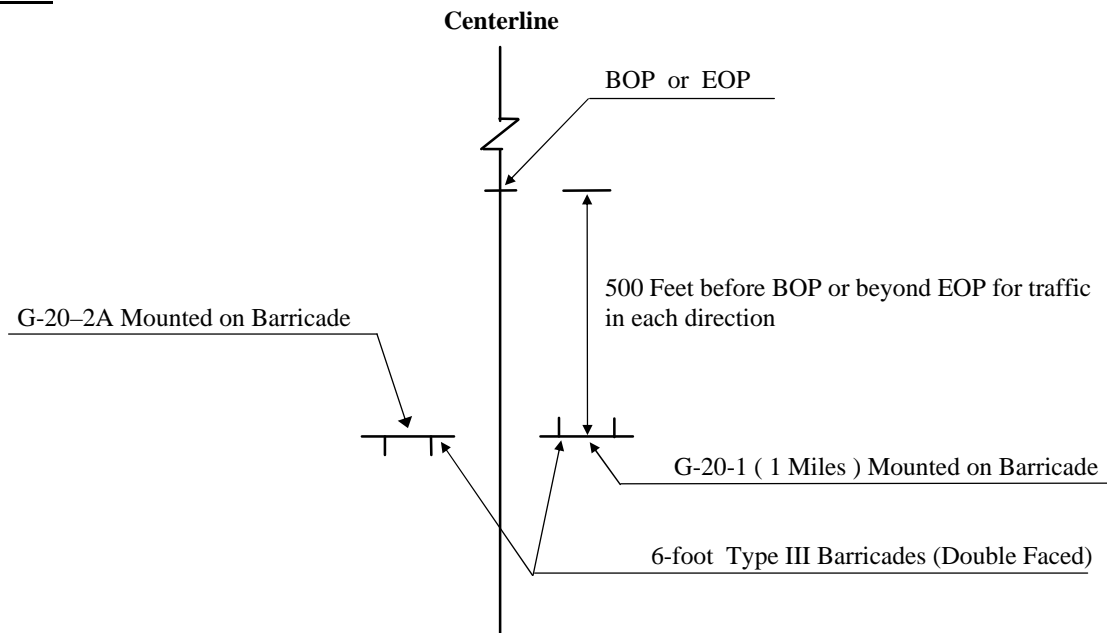 Centerline
BOP or EOP
500 Feet before BOP or beyond EOP for traffic
in each direction
G-20–2A Mounted on Barricade
G-20-1 ( 1 Miles ) Mounted on Barricade
6-foot Type III Barricades (Double Faced)